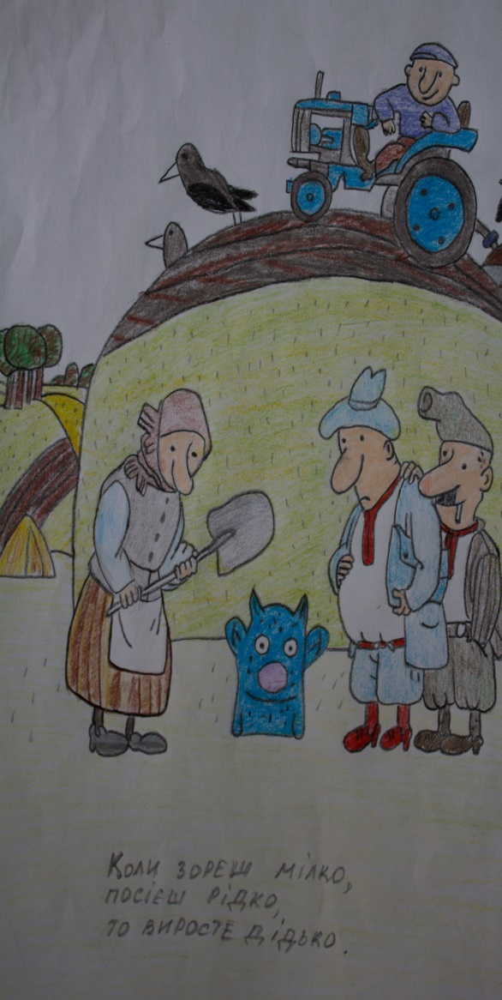 Коли зореш мілко,
посієш рідко,
то виросте дідько.